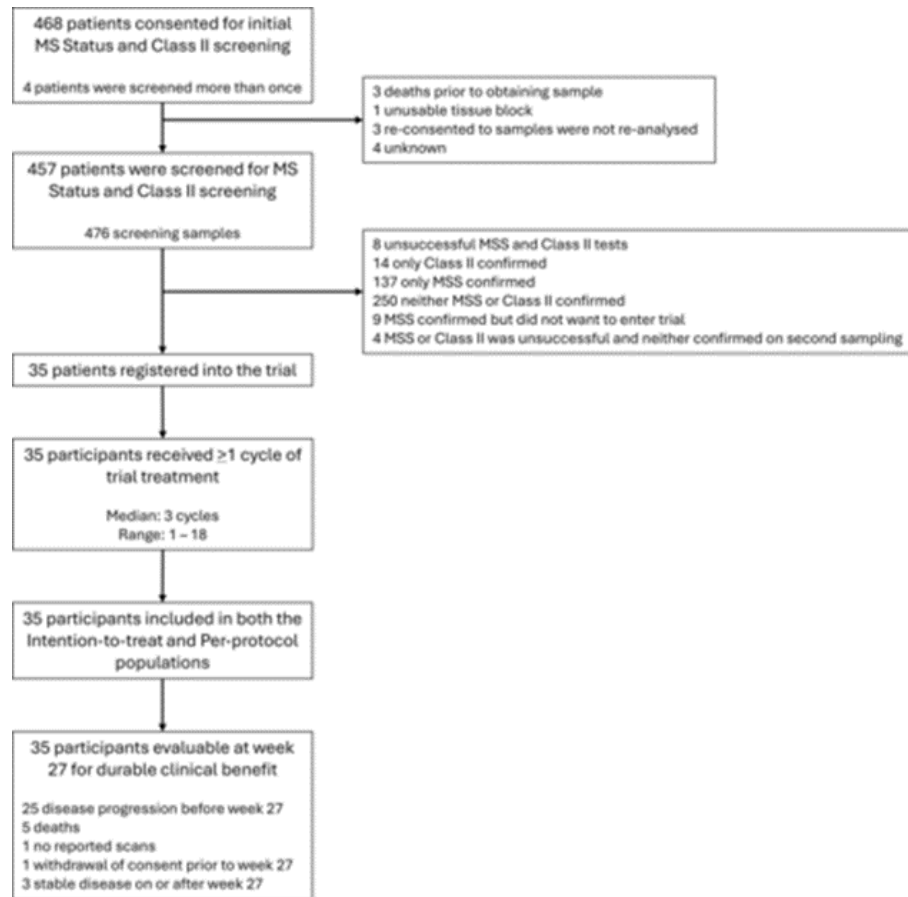 468 patients consented for initial
MS Status and Class II screening
4 patients were screened more than once
3 deaths prior to obtaining sample
1 unusable tissue block
3 re-consented to samples were not re-analysed
4 unknown
457 patients were screened for MS
Status and Class II screening
476 screening samples
8 unsuccessful MSS and Class II tests
14 only Class II confirmed
137 only MSS confirmed
250 neither MSS or Class II confirmed
9 MSS confirmed but did not want to enter trial
4 MSS or Class II was unsuccessful and neither confirmed on second sampling
35 patients registered into the trial
35 participants received ≥1 cycle of
trial treatment
Median: 3 cycles
Range: 1 – 18
35 participants included in both the
Intention-to-treat and Per-protocol
populations
35 participants evaluable at week
27 for durable clinical benefit
25 disease progression before week 27
5 deaths
1 no reported scans
1 withdrawal of consent prior to week 27
3 stable disease on or after week 27